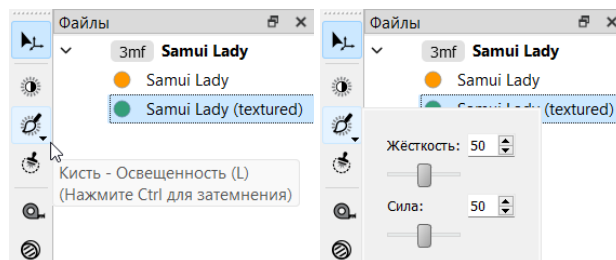 Файлы
3mf Samui Lady
Samui Lady
Samui Lady (textured)
Кисть - Освещенность (L)
(Нажмите Ctrl для затемнения)
Файлы
3mf Samui Lady
Samui Lady
Samui Lady (textured)
Жёсткость: 50
Сила: 50